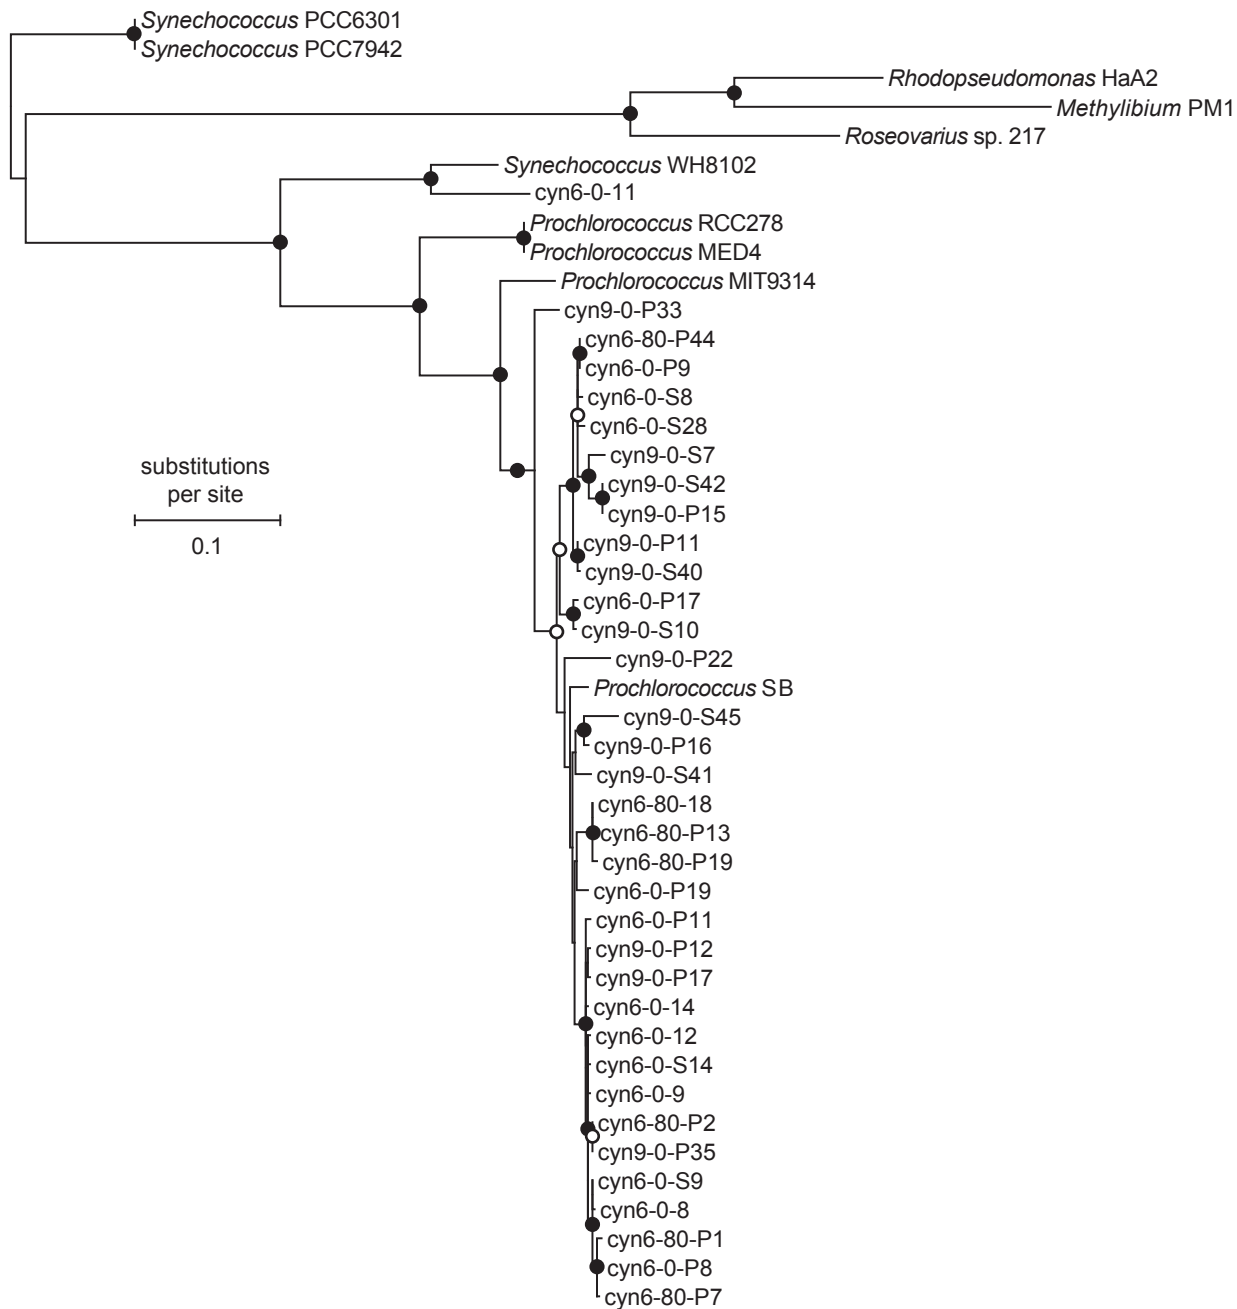 Synechococcus PCC6301
Synechococcus PCC7942
Rhodopseudomonas HaA2
Methylibium PM1
Roseovarius sp. 217
Synechococcus WH8102
cyn6-0-11
Prochlorococcus RCC278
Prochlorococcus MED4
Prochlorococcus MIT9314
cyn9-0-P33
cyn6-80-P44
cyn6-0-P9
cyn6-0-S8
cyn6-0-S28
cyn9-0-S7
substitutions
per site
0.1
cyn9-0-S42
cyn9-0-P15
cyn9-0-P11
cyn9-0-S40
cyn6-0-P17
cyn9-0-S10
cyn9-0-P22
Prochlorococcus SB
cyn9-0-S45
cyn9-0-P16
cyn9-0-S41
cyn6-80-18
cyn6-80-P13
cyn6-80-P19
cyn6-0-P19
cyn6-0-P11
cyn9-0-P12
cyn9-0-P17
cyn6-0-14
cyn6-0-12
cyn6-0-S14
cyn6-0-9
cyn6-80-P2
cyn9-0-P35
cyn6-0-S9
cyn6-0-8
cyn6-80-P1
cyn6-0-P8
cyn6-80-P7